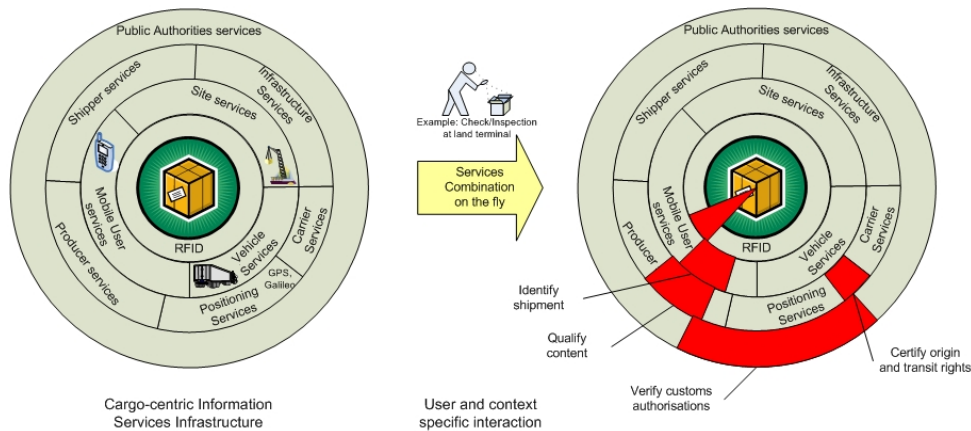 Public Authorities services
Shipper services
Infrastructure
Services
Site services
Mobile User
services
RFID
Vehicle
Services
Carrier
Services
GPS,
Galileo
Producer services
Positioning
Services
Cargo-centric Information
Services Infrastructure
Example: Check/Inspection
at land terminal
Services
Combination
on the fly
User and context
specific interaction
Public Authorities services
Shipper services
Infrastructure
Services
Site services
Mobile User
services
RFID
Vehicle
Services
Carrier
Services
Producer
Positioning
Services
Identify
shipment
Qualify
content
Verify customs
authorisations
Certify origin
and transit rights